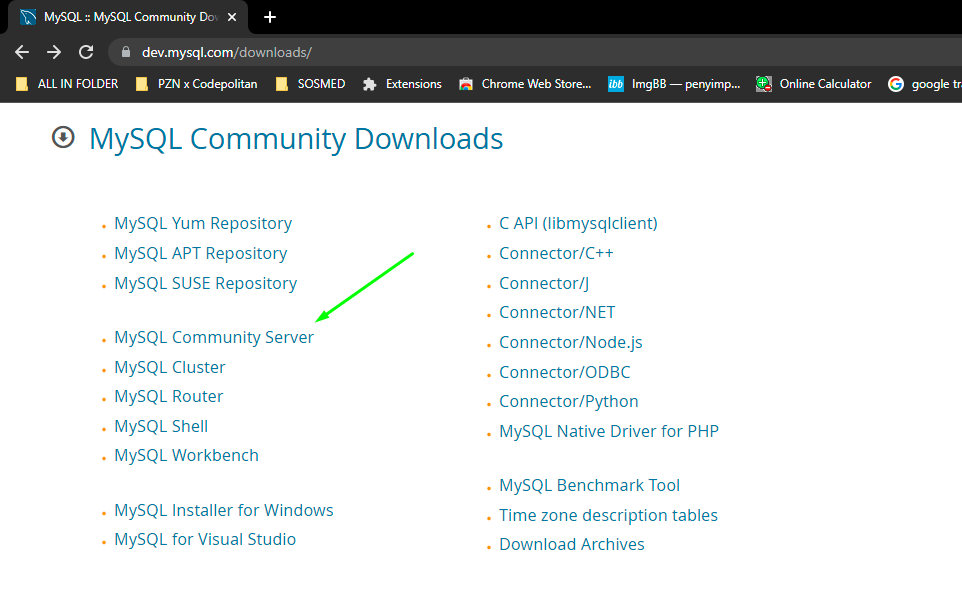 MySQL :: MySQL Community Dow
dev.mysql.com/downloads/
ALL IN FOLDER
PZN x Codepolitan
SOSMED
Extensions
Chrome Web Store...
ibb
ImgBB — penyimp...
Online Calculator
G
google tra
MySQL Community Downloads
MySQL Yum Repository
MySQL APT Repository
MySQL SUSE Repository
MySQL Community Server
MySQL Cluster
MySQL Router
MySQL Shell
MySQL Workbench
MySQL Installer for Windows
MySQL for Visual Studio
C API (libmysqlclient)
Connector/C++
Connector/J
Connector/NET
Connector/Node.js
Connector/ODBC
Connector/Python
MySQL Native Driver for PHP
MySQL Benchmark Tool
Time zone description tables
Download Archives